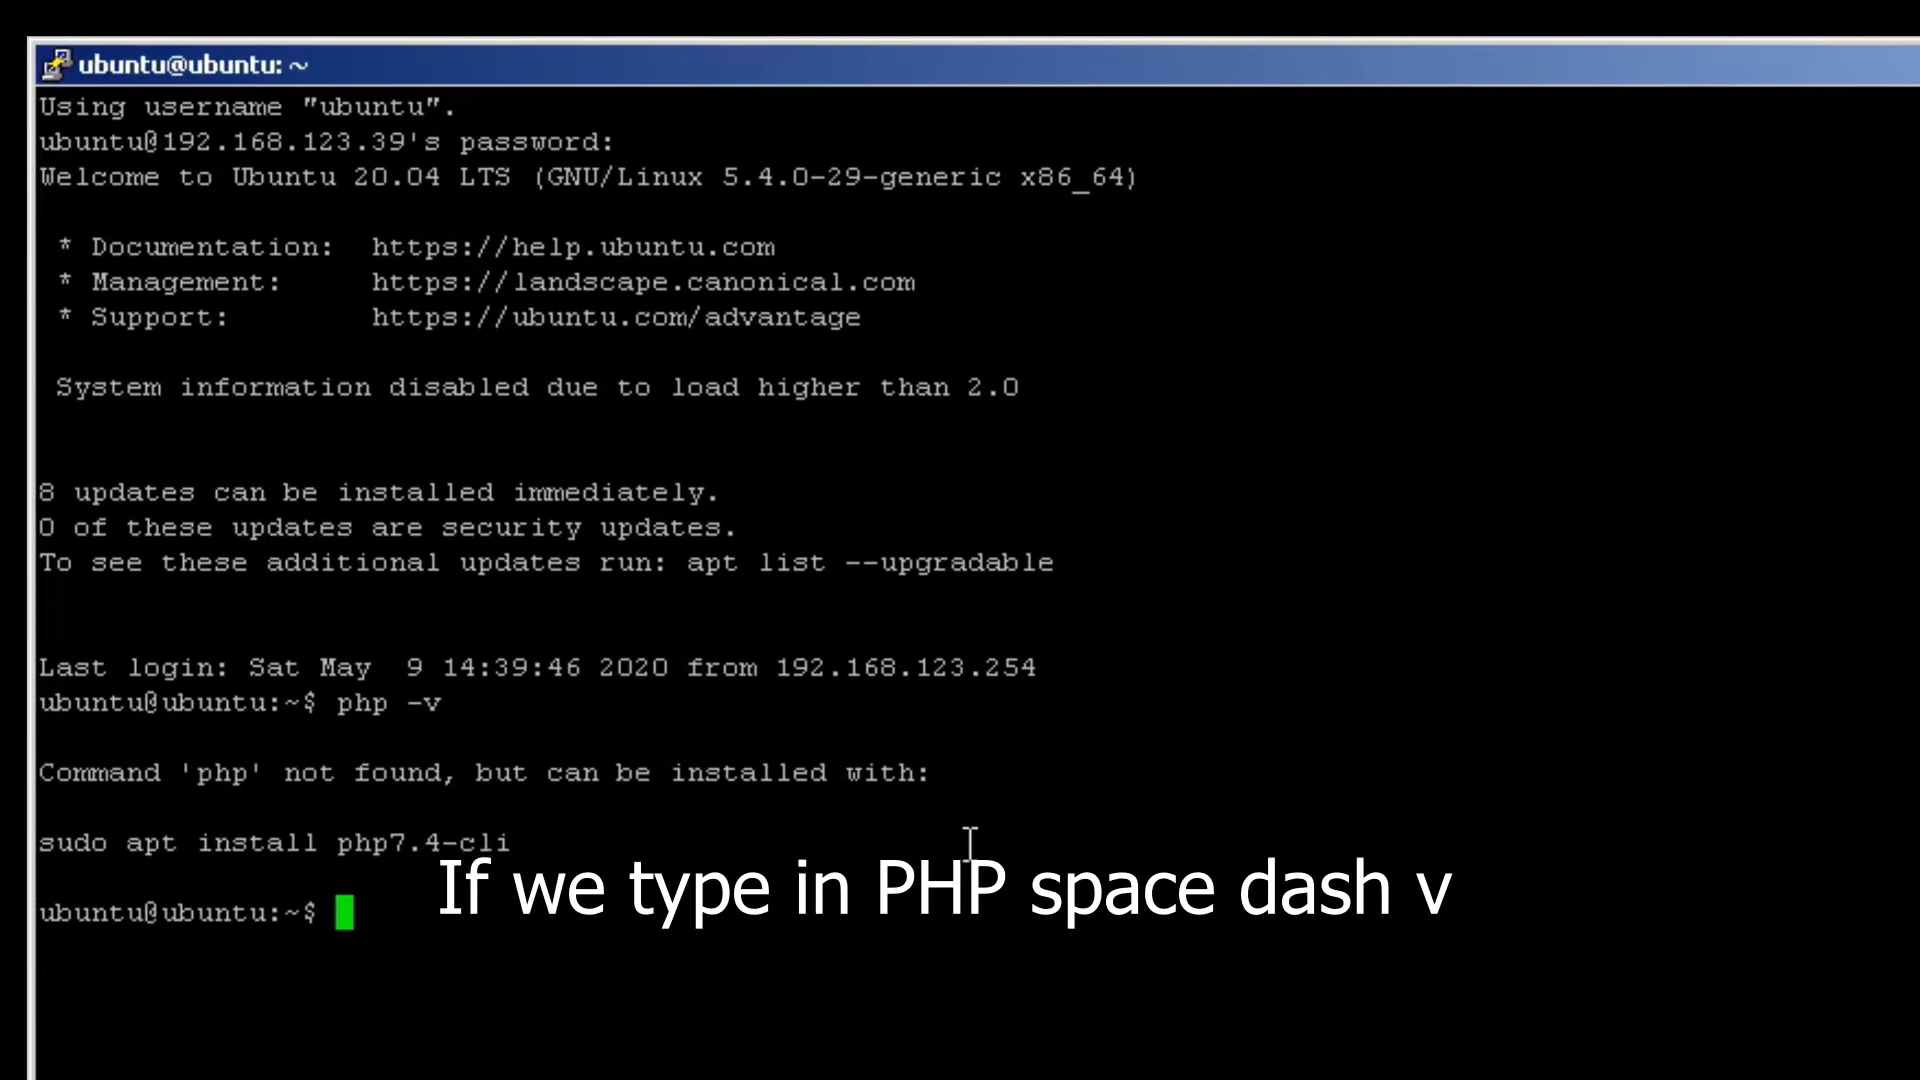 ubuntu@ubuntu: ~
Using username "ubuntu".
ubuntu@192.168.123.39's password:
Welcome to Ubuntu 20.04 LTS (GNU/Linux 5.4.0-29-generic x86_64)
* Documentation:  https://help.ubuntu.com
* Management:     https://landscape.canonical.com
* Support:        https://ubuntu.com/advantage
System information disabled due to load higher than 2.0
8 updates can be installed immediately.
0 of these updates are security updates.
To see these additional updates run: apt list --upgradable
Last login: Sat May  9 14:39:46 2020 from 192.168.123.254
ubuntu@ubuntu:~$ php -v
Command 'php' not found, but can be installed with:
sudo apt install php7.4-cli
If we type in PHP space dash v
ubuntu@ubuntu:~$